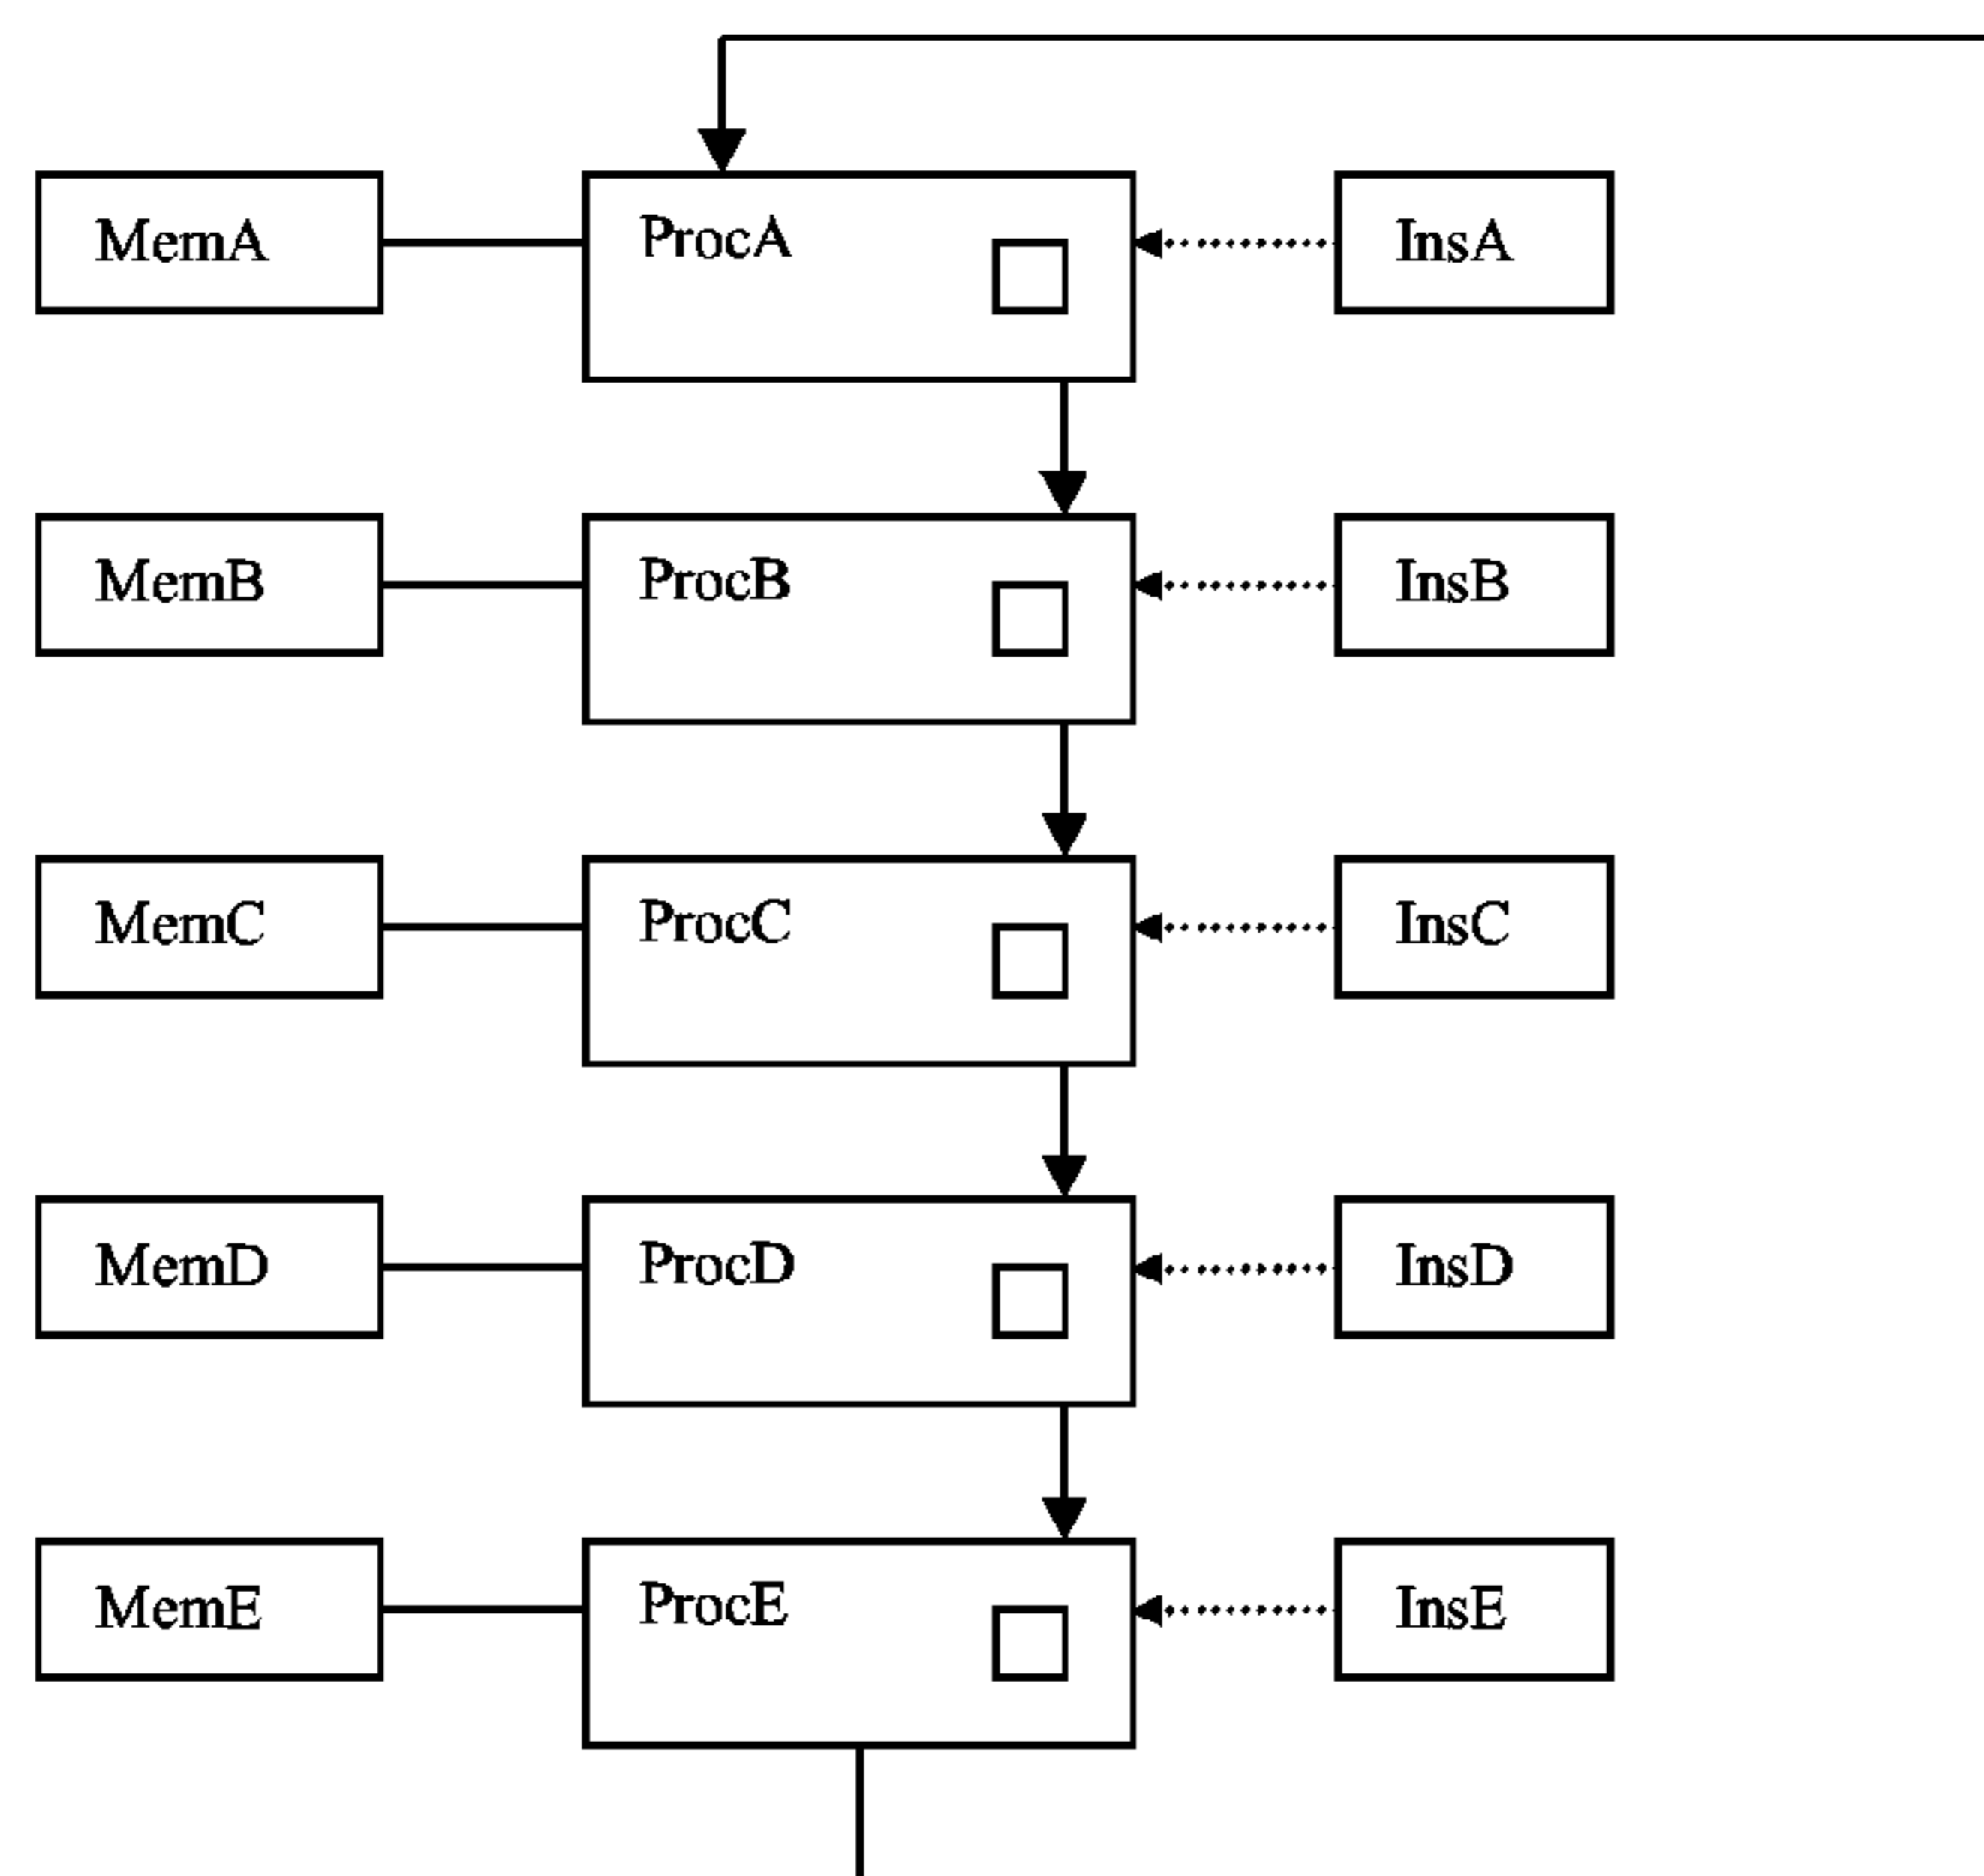 MemA ProcA InsA
MemB ProcB InsB
MemC ProcC InsC
MemD ProcD InsD
MemE ProcE InsE